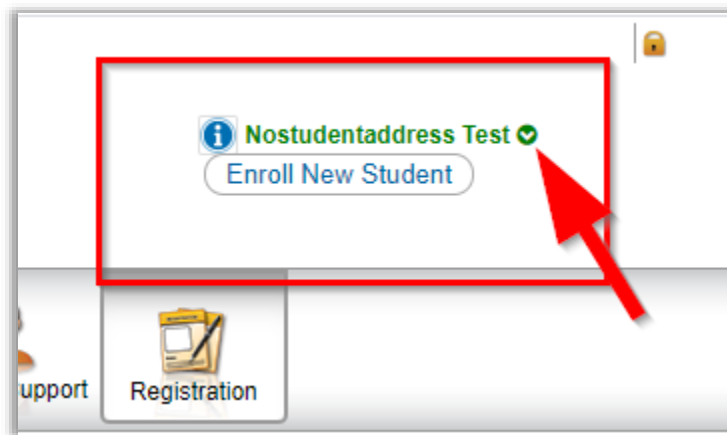 Nostudentaddress Test
Enroll New Student
upport
Registration